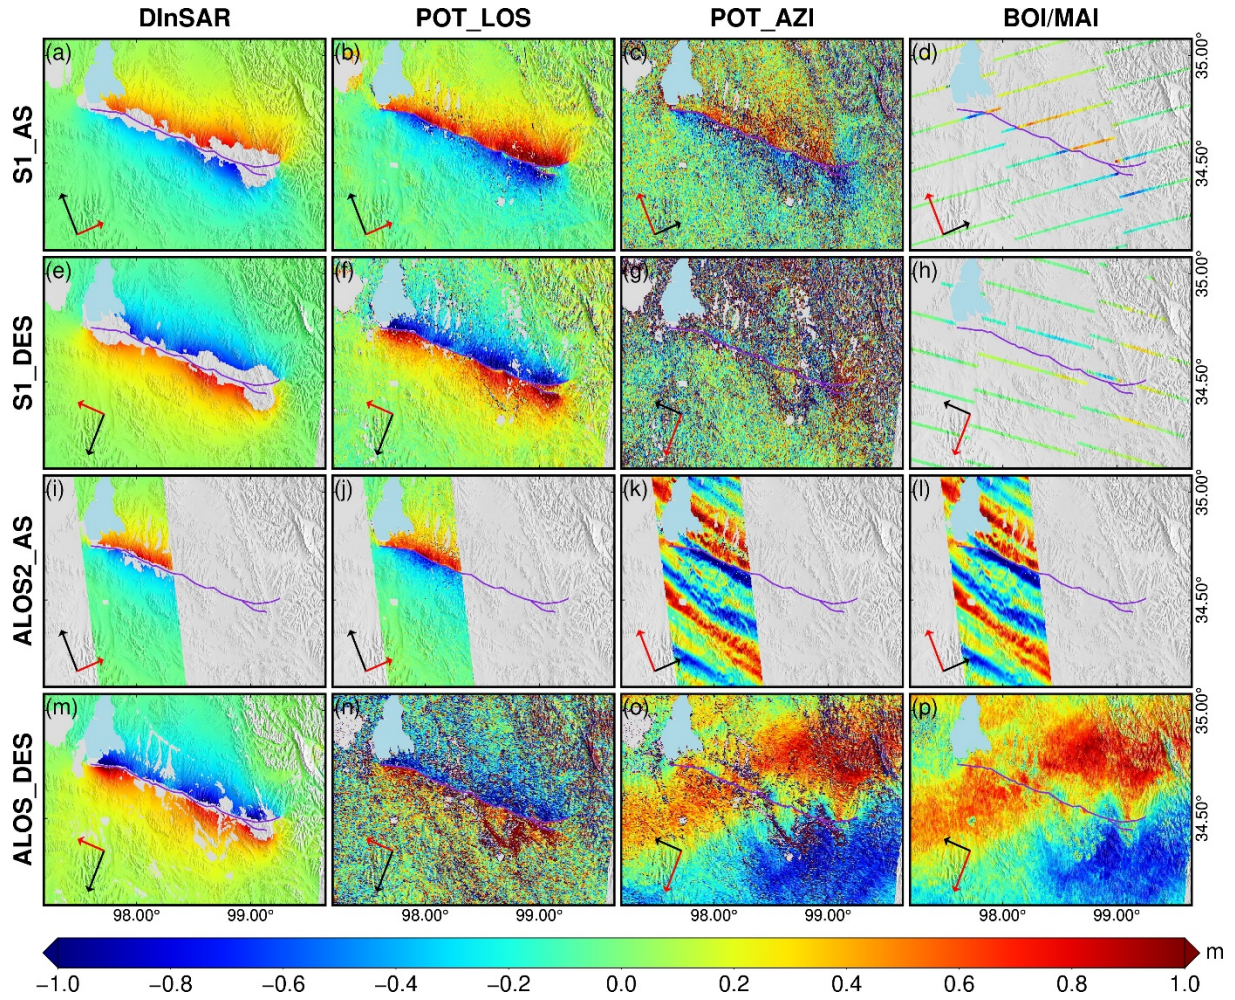 DInSAR POT_LOS POT_AZI BOI/MAI
S1_AS
(a) (b) (c) (d)
35.00°
34.50°
S1_DES
(e) (f) (g) (h)
35.00°
34.50°
ALOS2_AS
(i) (j) (k) (l)
35.00°
34.50°
ALOS_DES
(m) (n) (o) (p)
35.00°
34.50°
98.00° 99.00° 98.00° 99.00° 98.00° 99.00° 98.00° 99.00°
m
−1.0 −0.8 −0.6 −0.4 −0.2 0.0 0.2 0.4 0.6 0.8 1.0